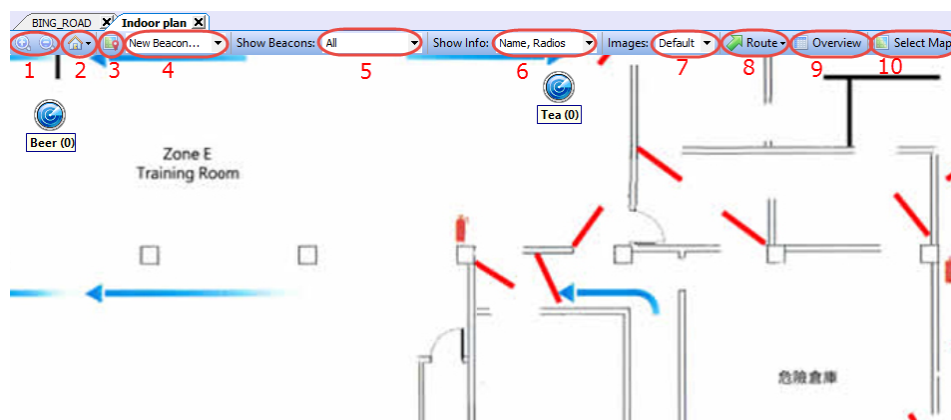 BING_ROAD Indoor plan
New Beacon... Show Beacons: All Show Info: Name, Radios Images: Default Route Overview Select Map
1 2 3 4 5 6 7 8 9 10
Beer (0) Tea (0)
Zone E
Training Room
危險倉庫